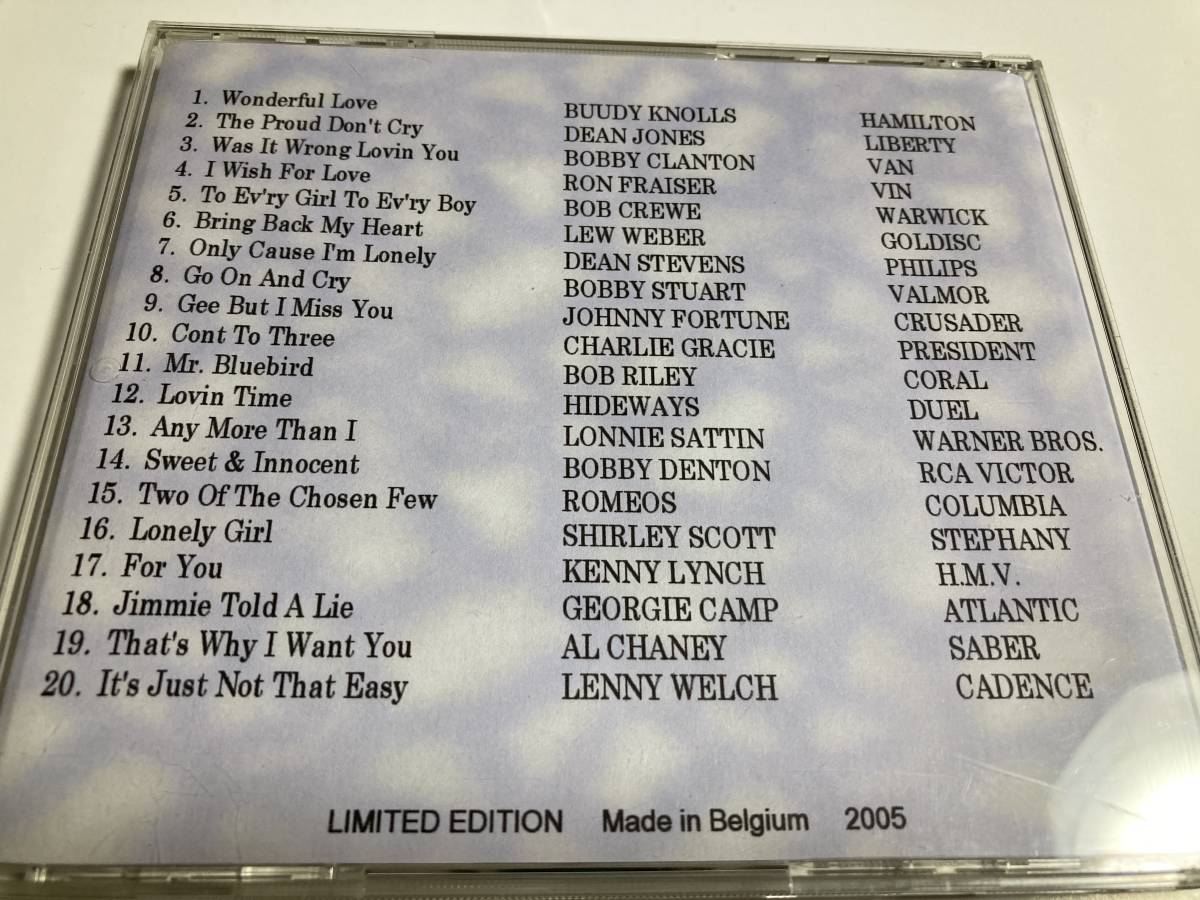 1. Wonderful Love BUUDY KNOLLS HAMILTON
2. The Proud Don't Cry DEAN JONES LIBERTY
3. Was It Wrong Lovin You BOBBY CLANTON VAN
4. I Wish For Love RON FRAISER VIN
5. To Ev'ry Girl To Ev'ry Boy BOB CREWE WARWICK
6. Bring Back My Heart LEW WEBER GOLDISC
7. Only Cause I'm Lonely DEAN STEVENS PHILIPS
8. Go On And Cry BOBBY STUART VALMOR
9. Gee But I Miss You JOHNNY FORTUNE CRUSADER
10. Cont To Three CHARLIE GRACIE PRESIDENT
11. Mr. Bluebird BOB RILEY CORAL
12. Lovin Time HIDEWAYS DUEL
13. Any More Than I LONNIE SATTIN WARNER BROS.
14. Sweet & Innocent BOBBY DENTON RCA VICTOR
15. Two Of The Chosen Few ROMEOS COLUMBIA
16. Lonely Girl SHIRLEY SCOTT STEPHANY
17. For You KENNY LYNCH H.M.V.
18. Jimmie Told A Lie GEORGIE CAMP ATLANTIC
19. That's Why I Want You AL CHANEY SABER
20. It's Just Not That Easy LENNY WELCH CADENCE
LIMITED EDITION Made in Belgium 2005